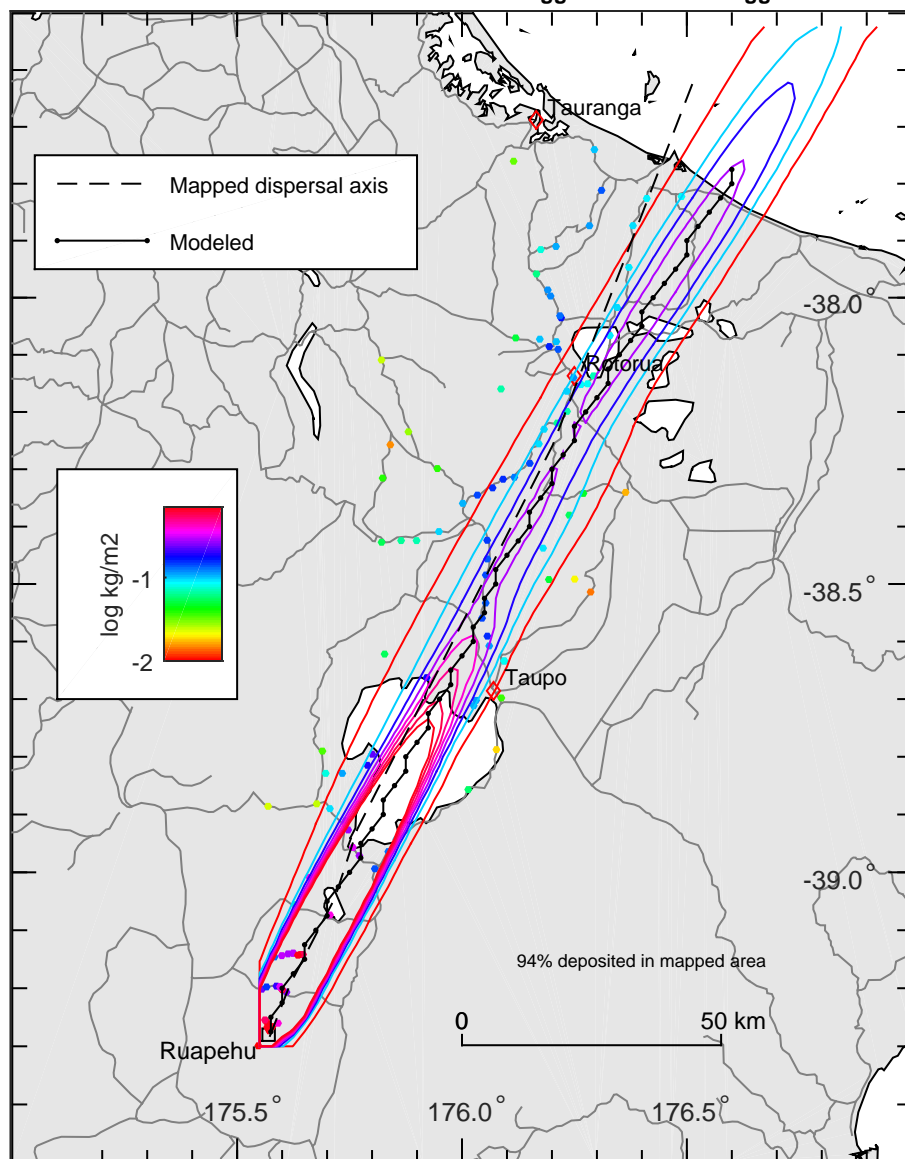 Tauranga
Mapped dispersal axis
Modeled
-38.0°
Rotorua
log kg/m2
-1
-2
-38.5°
Taupo
-39.0°
94% deposited in mapped area
0
50 km
Ruapehu
175.5°
176.0°
176.5°